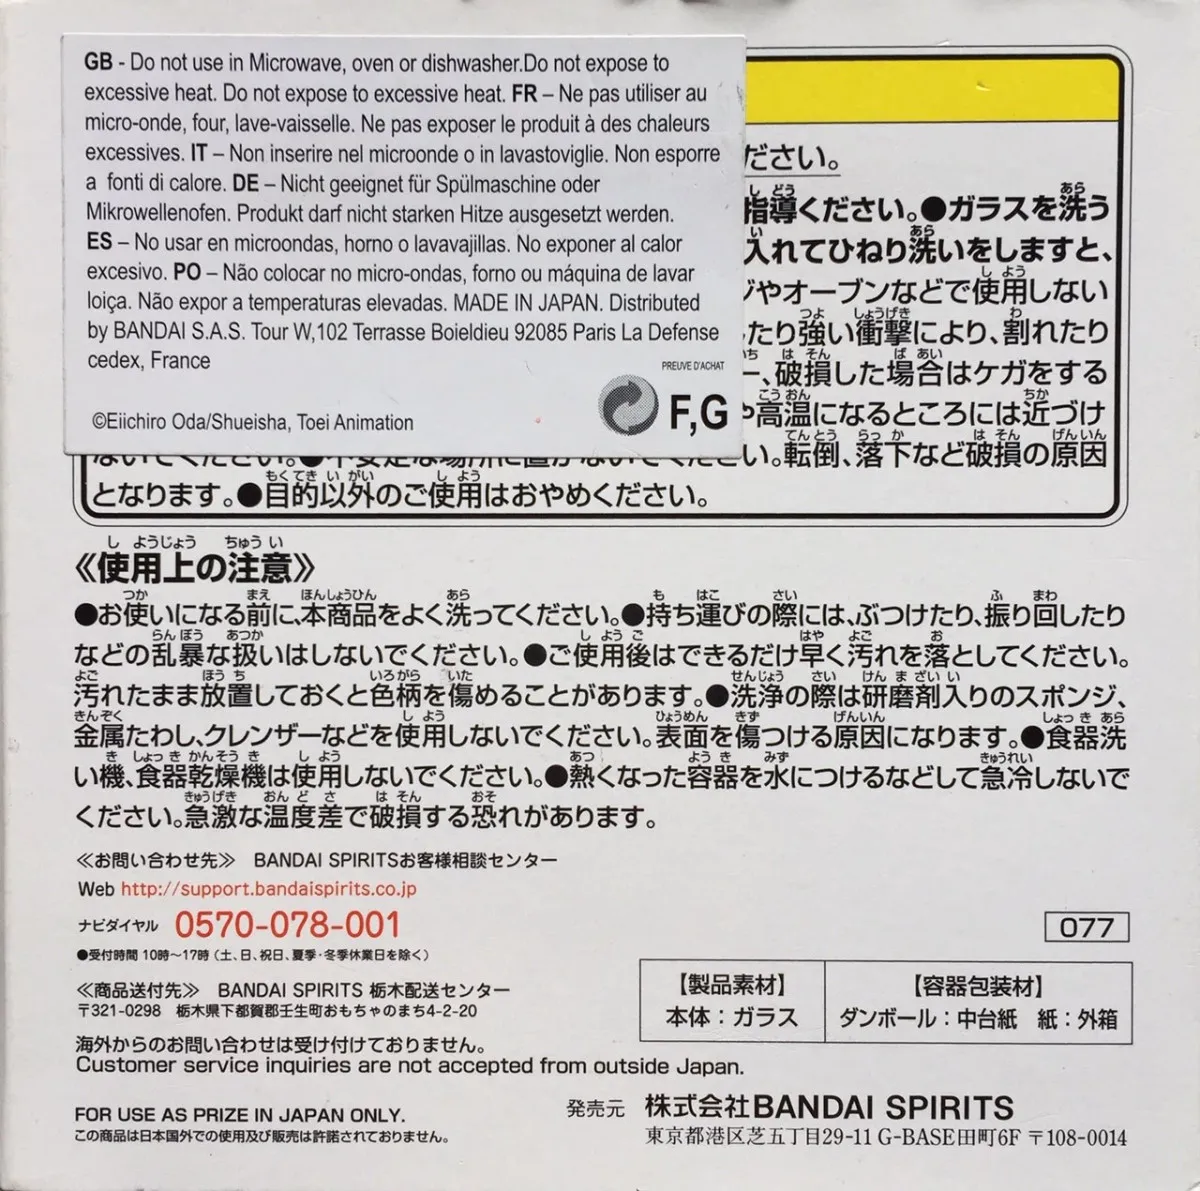 GB - Do not use in Microwave, oven or dishwasher.Do not expose to
excessive heat. Do not expose to excessive heat. FR – Ne pas utiliser au
micro-onde, four, lave-vaisselle. Ne pas exposer le produit à des chaleurs
excessives. IT – Non inserire nel microonde o in lavastoviglie. Non esporre
a fonti di calore. DE – Nicht geeignet für Spülmaschine oder
Mikrowellenofen. Produkt darf nicht starken Hitze ausgesetzt werden.
ES – No usar en microondas, horno o lavavajillas. No exponer al calor
excesivo. PO – Não colocar no micro-ondas, forno ou máquina de lavar
loiça. Não expor a temperaturas elevadas. MADE IN JAPAN. Distributed
by BANDAI S.A.S. Tour W,102 Terrasse Boieldieu 92085 Paris La Defense
cedex, France
PREUVE D'ACHAT
F,G
©Eiichiro Oda/Shueisha, Toei Animation
ださい。
指導ください。●ガラスを洗う
入れてひねり洗いをしますと、
ジやオーブンなどで使用しない
たり強い衝撃により、割れたり
、破損した場合はケガをする
や高温になるところには近づけ
ないでください。●不安定な場所に置かないでください。転倒、落下など破損の原因
となります。●目的以外のご使用はおやめください。
《使用上の注意》
●お使いになる前に、本商品をよく洗ってください。●持ち運びの際には、ぶつけたり、振り回したり
などの乱暴な扱いはしないでください。●ご使用後はできるだけ早く汚れを落としてください。
汚れたまま放置しておくと色柄を傷めることがあります。●洗浄の際は研磨剤入りのスポンジ、
金属たわし、クレンザーなどを使用しないでください。表面を傷つける原因になります。●食器洗
い機、食器乾燥機は使用しないでください。●熱くなった容器を水につけるなどして急冷しないで
ください。急激な温度差で破損する恐れがあります。
≪お問い合わせ先≫ BANDAI SPIRITSお客様相談センター
Web http://support.bandaispirits.co.jp
ナビダイヤル 0570-078-001
●受付時間 10時〜17時（土、日、祝日、夏季・冬季休業日を除く）
077
≪商品送付先≫ BANDAI SPIRITS 栃木配送センター
〒321-0298 栃木県下都賀郡壬生町おもちゃのまち4-2-20
【製品素材】 【容器包装材】
本体：ガラス ダンボール：中台紙 紙：外箱
海外からのお問い合わせは受け付けておりません。
Customer service inquiries are not accepted from outside Japan.
FOR USE AS PRIZE IN JAPAN ONLY.
この商品は日本国外での使用及び販売は許諾されておりません。
発売元 株式会社BANDAI SPIRITS
東京都港区芝五丁目29-11 G-BASE田町6F 〒108-0014